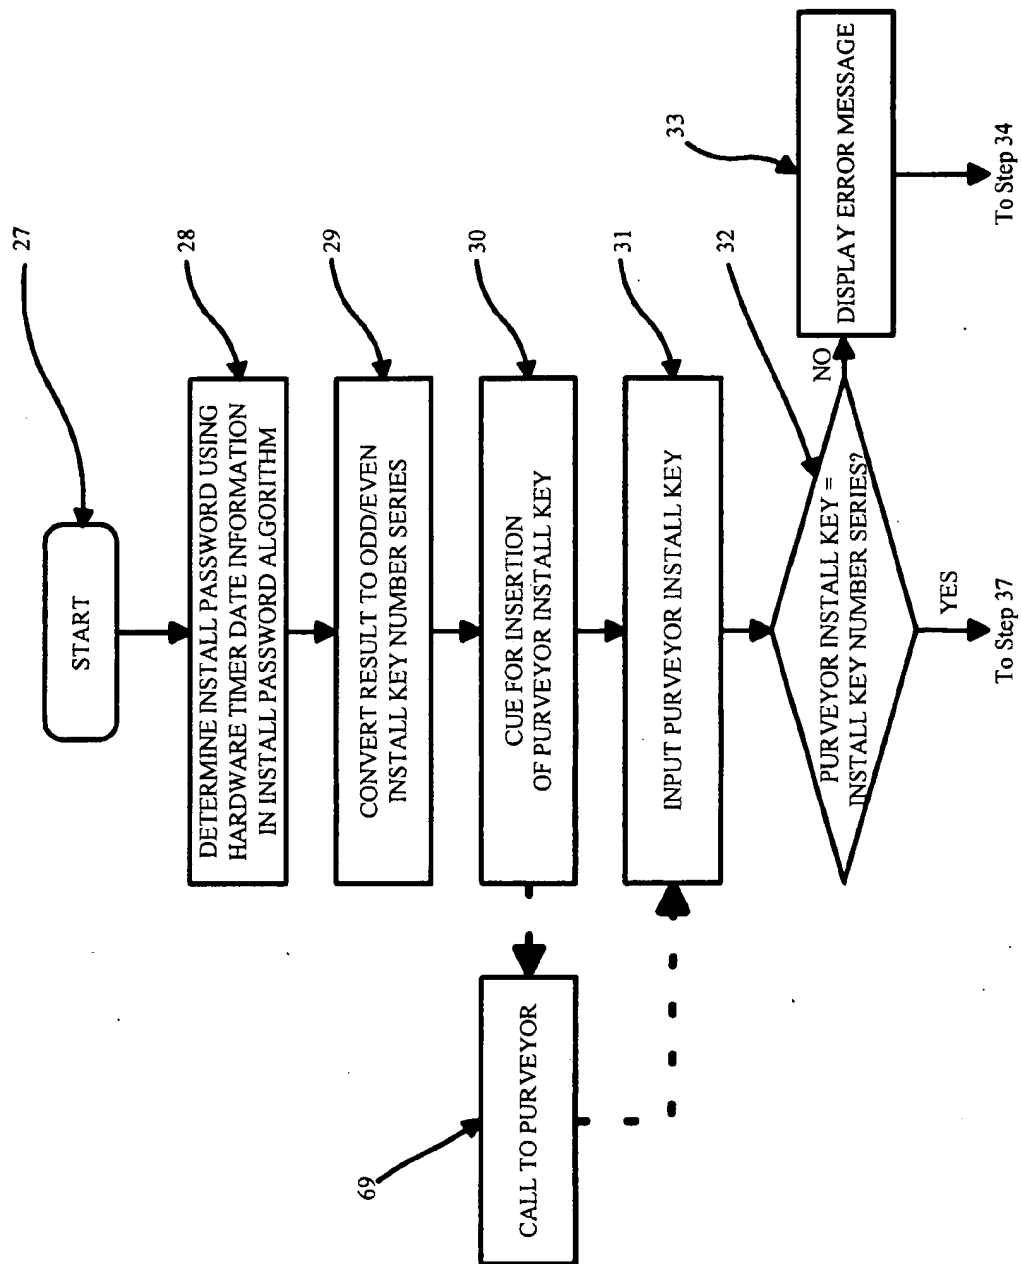 27
START
28
DETERMINE INSTALL PASSWORD USING
HARDWARE TIMER DATE INFORMATION
IN INSTALL PASSWORD ALGORITHM
29
CONVERT RESULT TO ODD/EVEN
INSTALL KEY NUMBER SERIES
30
CUE FOR INSERTION
OF PURVEYOR INSTALL KEY
69
CALL TO PURVEYOR
31
INPUT PURVEYOR INSTALL KEY
32
PURVEYOR INSTALL KEY =
INSTALL KEY NUMBER SERIES?
NO
33
DISPLAY ERROR MESSAGE
YES
To Step 37
To Step 34